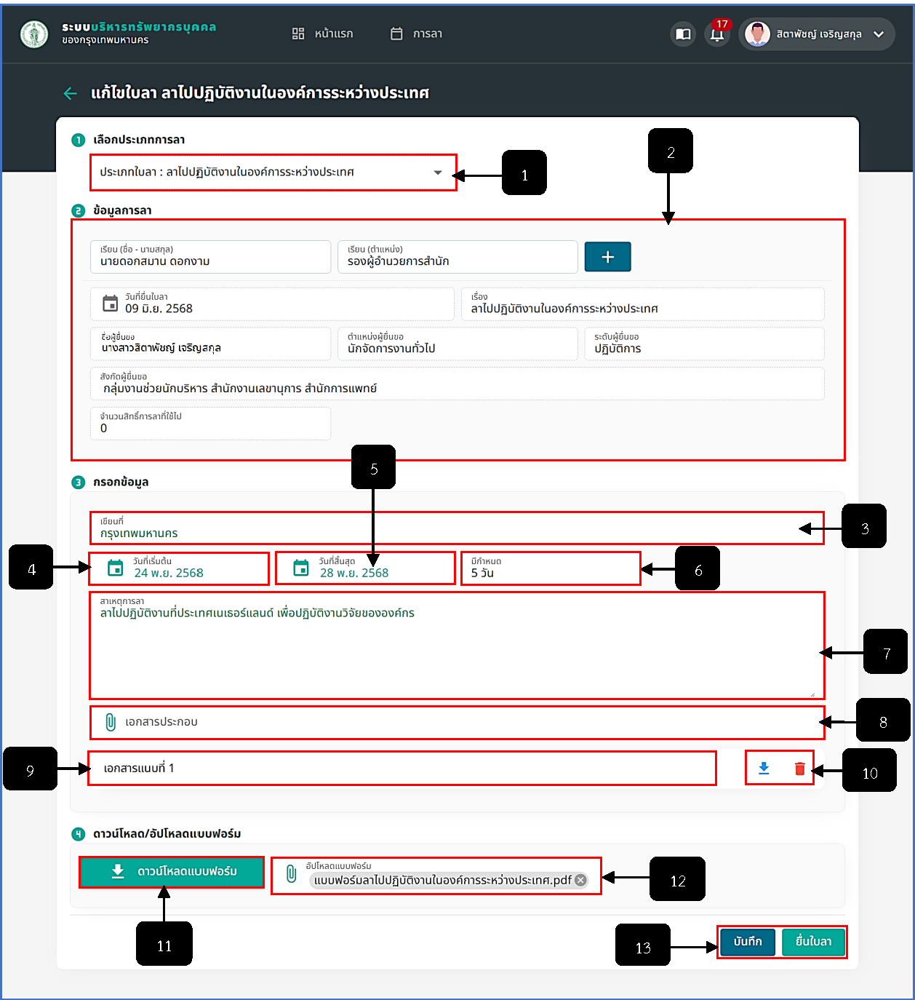 ระบบบริหารทรัพยากรบุคคล
ของกรุงเทพมหานคร
หน้าแรก
การลา
17
สิตาพัชญ์ เจริญสกุล
แก้ไขใบลา ลาไปปฏิบัติงานในองค์การระหว่างประเทศ
1 เลือกประเภทการลา
ประเภทใบลา : ลาไปปฏิบัติงานในองค์การระหว่างประเทศ
1
2
2 ข้อมูลการลา
เรียน (ชื่อ - นามสกุล)
นายดอกสมาน ดอกงาม
เรียน (ตำแหน่ง)
รองผู้อำนวยการสำนัก
+
วันที่ยื่นใบลา
09 มิ.ย. 2568
เรื่อง
ลาไปปฏิบัติงานในองค์การระหว่างประเทศ
ชื่อผู้ยื่นขอ
นางสาวสิตาพัชญ์ เจริญสกุล
ตำแหน่งผู้ยื่นขอ
นักจัดการงานทั่วไป
ระดับผู้ยื่นขอ
ปฏิบัติการ
สังกัดผู้ยื่นขอ
กลุ่มงานช่วยนักบริหาร สำนักงานเลขานุการ สำนักการแพทย์
จำนวนสิทธิ์การลาที่ใช้ไป
0
5
3 กรอกข้อมูล
เขียนที่
กรุงเทพมหานคร
3
4
วันที่เริ่มต้น
24 พ.ย. 2568
วันที่สิ้นสุด
28 พ.ย. 2568
มีกำหนด
5 วัน
6
สาเหตุการลา
ลาไปปฏิบัติงานที่ประเทศเนเธอร์แลนด์ เพื่อปฏิบัติงานวิจัยขององค์กร
7
เอกสารประกอบ
8
9
เอกสารแนบที่ 1
10
4 ดาวน์โหลด/อัปโหลดแบบฟอร์ม
ดาวน์โหลดแบบฟอร์ม
อัปโหลดแบบฟอร์ม
แบบฟอร์มลาไปปฏิบัติงานในองค์การระหว่างประเทศ.pdf
12
11
13
บันทึก
ยื่นใบลา